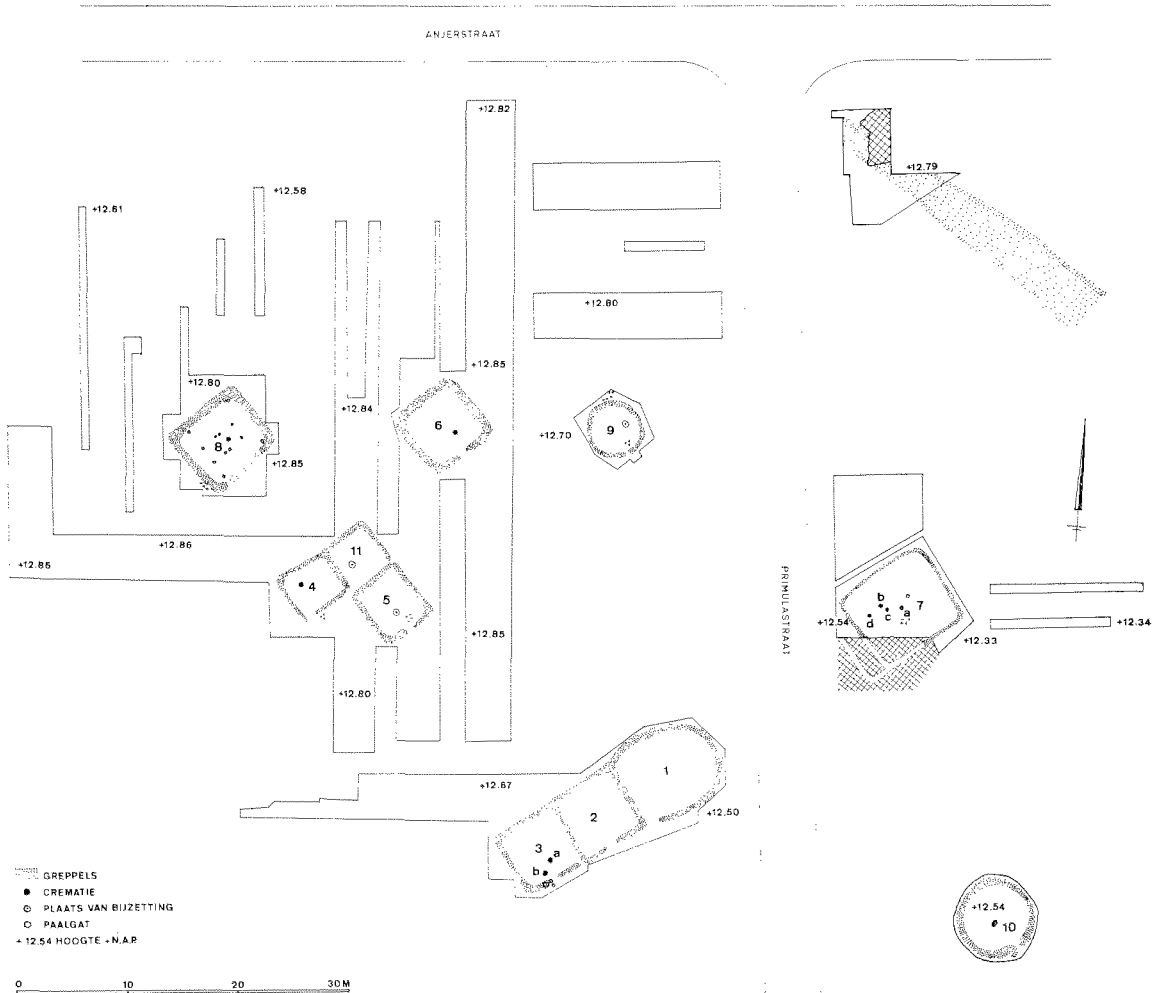 ANJERSTRAAT
+12.82
+12.79
+12.58
+12.61
+12.80
+12.85
+12.80
+12.84
6
9
+12.70
8
+12.85
+12.86
11
+12.85
4
5
PRIMULASTRAAT
b
7
c
a
d
+12.54
+12.34
+12.85
+12.33
+12.80
1
+12.67
2
+12.50
3
a
b
GREPPELS
CREMATIE
PLAATS VAN BIJZETTING
PAALGAT
+ 12.54 HOOGTE + N.A.P.
+12.54
10
0 10 20 30 M